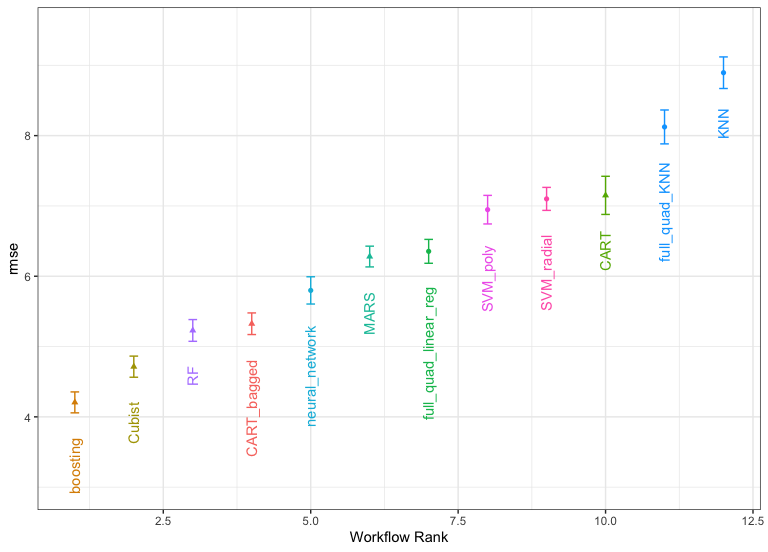 rmse
8
6
4
boosting
Cubist
RF
CART_bagged
neural_network
MARS
full_quad_linear_reg
SVM_poly
SVM_radial
CART
full_quad_KNN
KNN
2.5
5.0
7.5
10.0
12.5
Workflow Rank